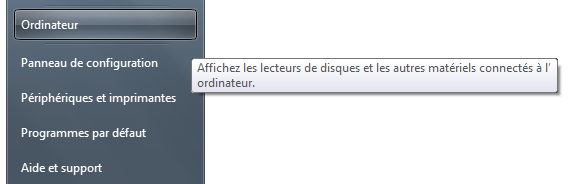 Ordinateur
Panneau de configuration
Affichez les lecteurs de disques et les autres matériels connectés à l'
ordinateur.
Périphériques et imprimantes
Programmes par défaut
Aide et support